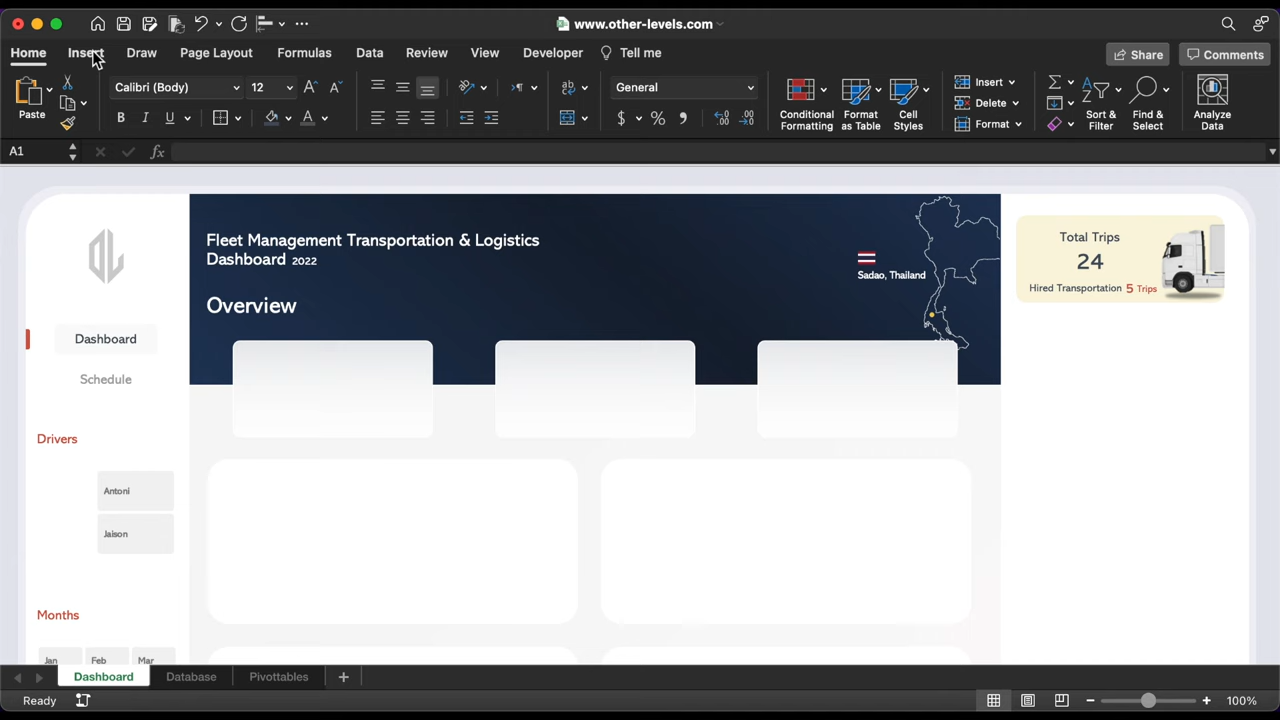 www.other-levels.com
Home Insert Draw Page Layout Formulas Data Review View Developer Tell me Share Comments
Paste
Calibri (Body) 12
General
Conditional Formatting
Format as Table
Cell Styles
Insert
Delete
Format
Sort & Filter
Find & Select
Analyze Data
A1
fx
Fleet Management Transportation & Logistics
Dashboard 2022
Overview
Sadao, Thailand
Total Trips
24
Hired Transportation 5 Trips
Dashboard
Schedule
Drivers
Antoni
Jaison
Months
Jan Feb Mar
Dashboard Database Pivottables
Ready
100%